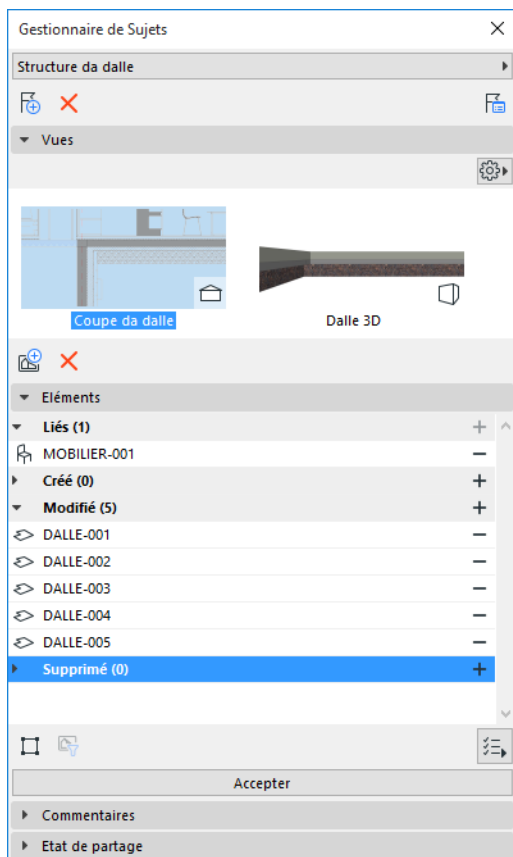 Gestionnaire de Sujets
Structure da dalle
Vues
Coupe da dalle
Dalle 3D
Eléments
Liés (1)
MOBILIER-001
Créé (0)
Modifié (5)
DALLE-001
DALLE-002
DALLE-003
DALLE-004
DALLE-005
Supprimé (0)
Accepter
Commentaires
Etat de partage